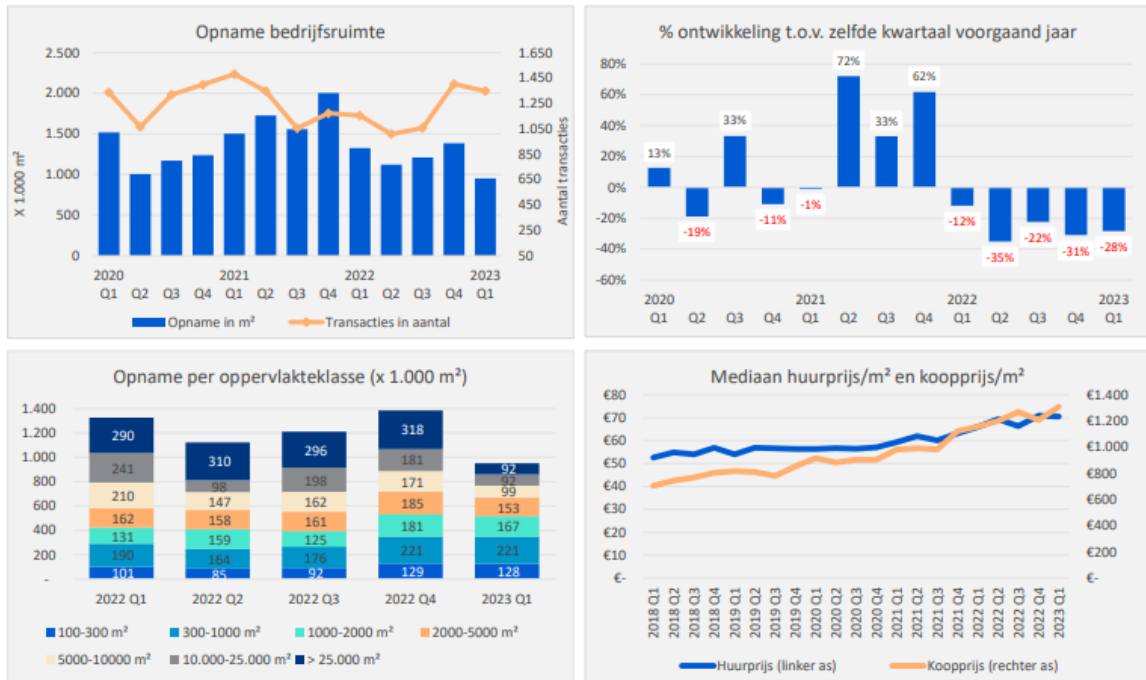 Opname bedrijfsruimte
2.500
2.000
1.500
1.000
500
0
X 1.000 m²
1.650
1.450
1.250
1.050
850
650
450
250
50
Aantal transacties
2020 2021 2022 2023
Q1 Q2 Q3 Q4 Q1 Q2 Q3 Q4 Q1 Q2 Q3 Q4 Q1
Opname in m² Transacties in aantal
% ontwikkeling t.o.v. zelfde kwartaal voorgaand jaar
80%
60%
40%
20%
0%
-20%
-40%
-60%
13% -19% 33% -11% -1% 72% 33% 62% -12% -35% -22% -31% -28%
2020 2021 2022 2023
Q1 Q2 Q3 Q4 Q1 Q2 Q3 Q4 Q1 Q2 Q3 Q4 Q1
Opname per oppervlakteklasse (x 1.000 m²)
1.400
1.200
1.000
800
600
400
200
-
290 310 296 318 92
241 98 198 181 92
210 147 162 171 99
162 158 161 185 153
131 159 125 181 167
190 164 176 221 221
101 85 92 129 128
2022 Q1 2022 Q2 2022 Q3 2022 Q4 2023 Q1
100-300 m² 300-1000 m² 1000-2000 m² 2000-5000 m²
5000-10000 m² 10.000-25.000 m² > 25.000 m²
Mediaan huurprijs/m² en koopprijs/m²
€80
€70
€60
€50
€40
€30
€20
€10
€-
€1.400
€1.200
€1.000
€800
€600
€400
€200
€-
2018 Q1
2018 Q2
2018 Q3
2018 Q4
2019 Q1
2019 Q2
2019 Q3
2019 Q4
2020 Q1
2020 Q2
2020 Q3
2020 Q4
2021 Q1
2021 Q2
2021 Q3
2021 Q4
2022 Q1
2022 Q2
2022 Q3
2022 Q4
2023 Q1
Huurprijs (linker as) Koopprijs (rechter as)